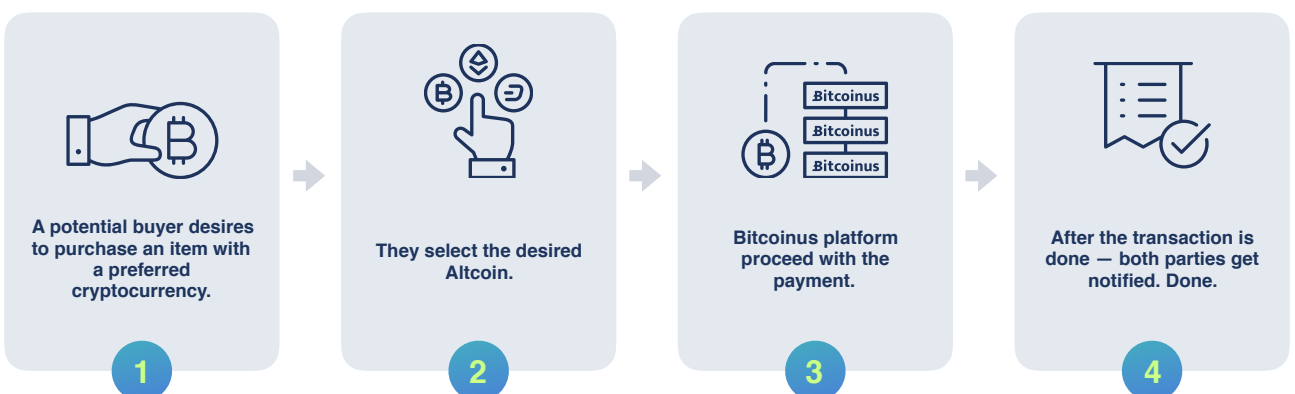 A potential buyer desires
to purchase an item with
a preferred
cryptocurrency.
1
They select the desired
Altcoin.
2
Bitcoinus
Bitcoinus
Bitcoinus
Bitcoinus platform
proceed with the
payment.
3
After the transaction is
done — both parties get
notified. Done.
4